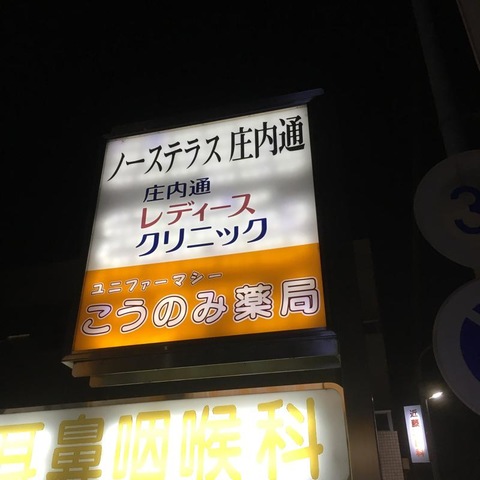 ノーステラス 庄内通
庄内通
レディース
クリニック
ユニファーマシー
こうのみ薬局
耳鼻咽喉科
3